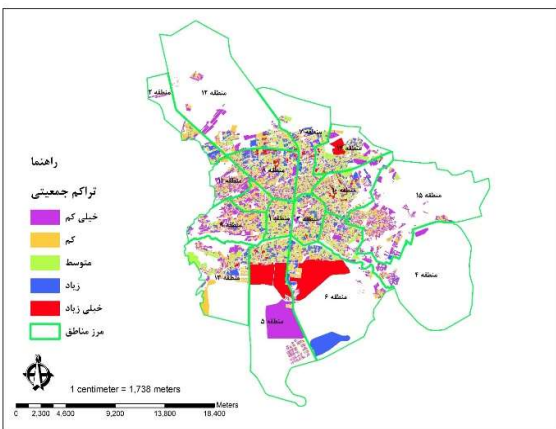 منطقه ۱۲
منطقه ۱۵
منطقه ۴
منطقه ۱۳
منطقه ۶
منطقه ۵
راهنما
تراکم جمعیتی
خیلی کم
کم
متوسط
زیاد
خیلی زیاد
مرز مناطق
1 centimeter = 1,738 meters
Meters
0 2,300 4,600 9,200 13,800 18,400